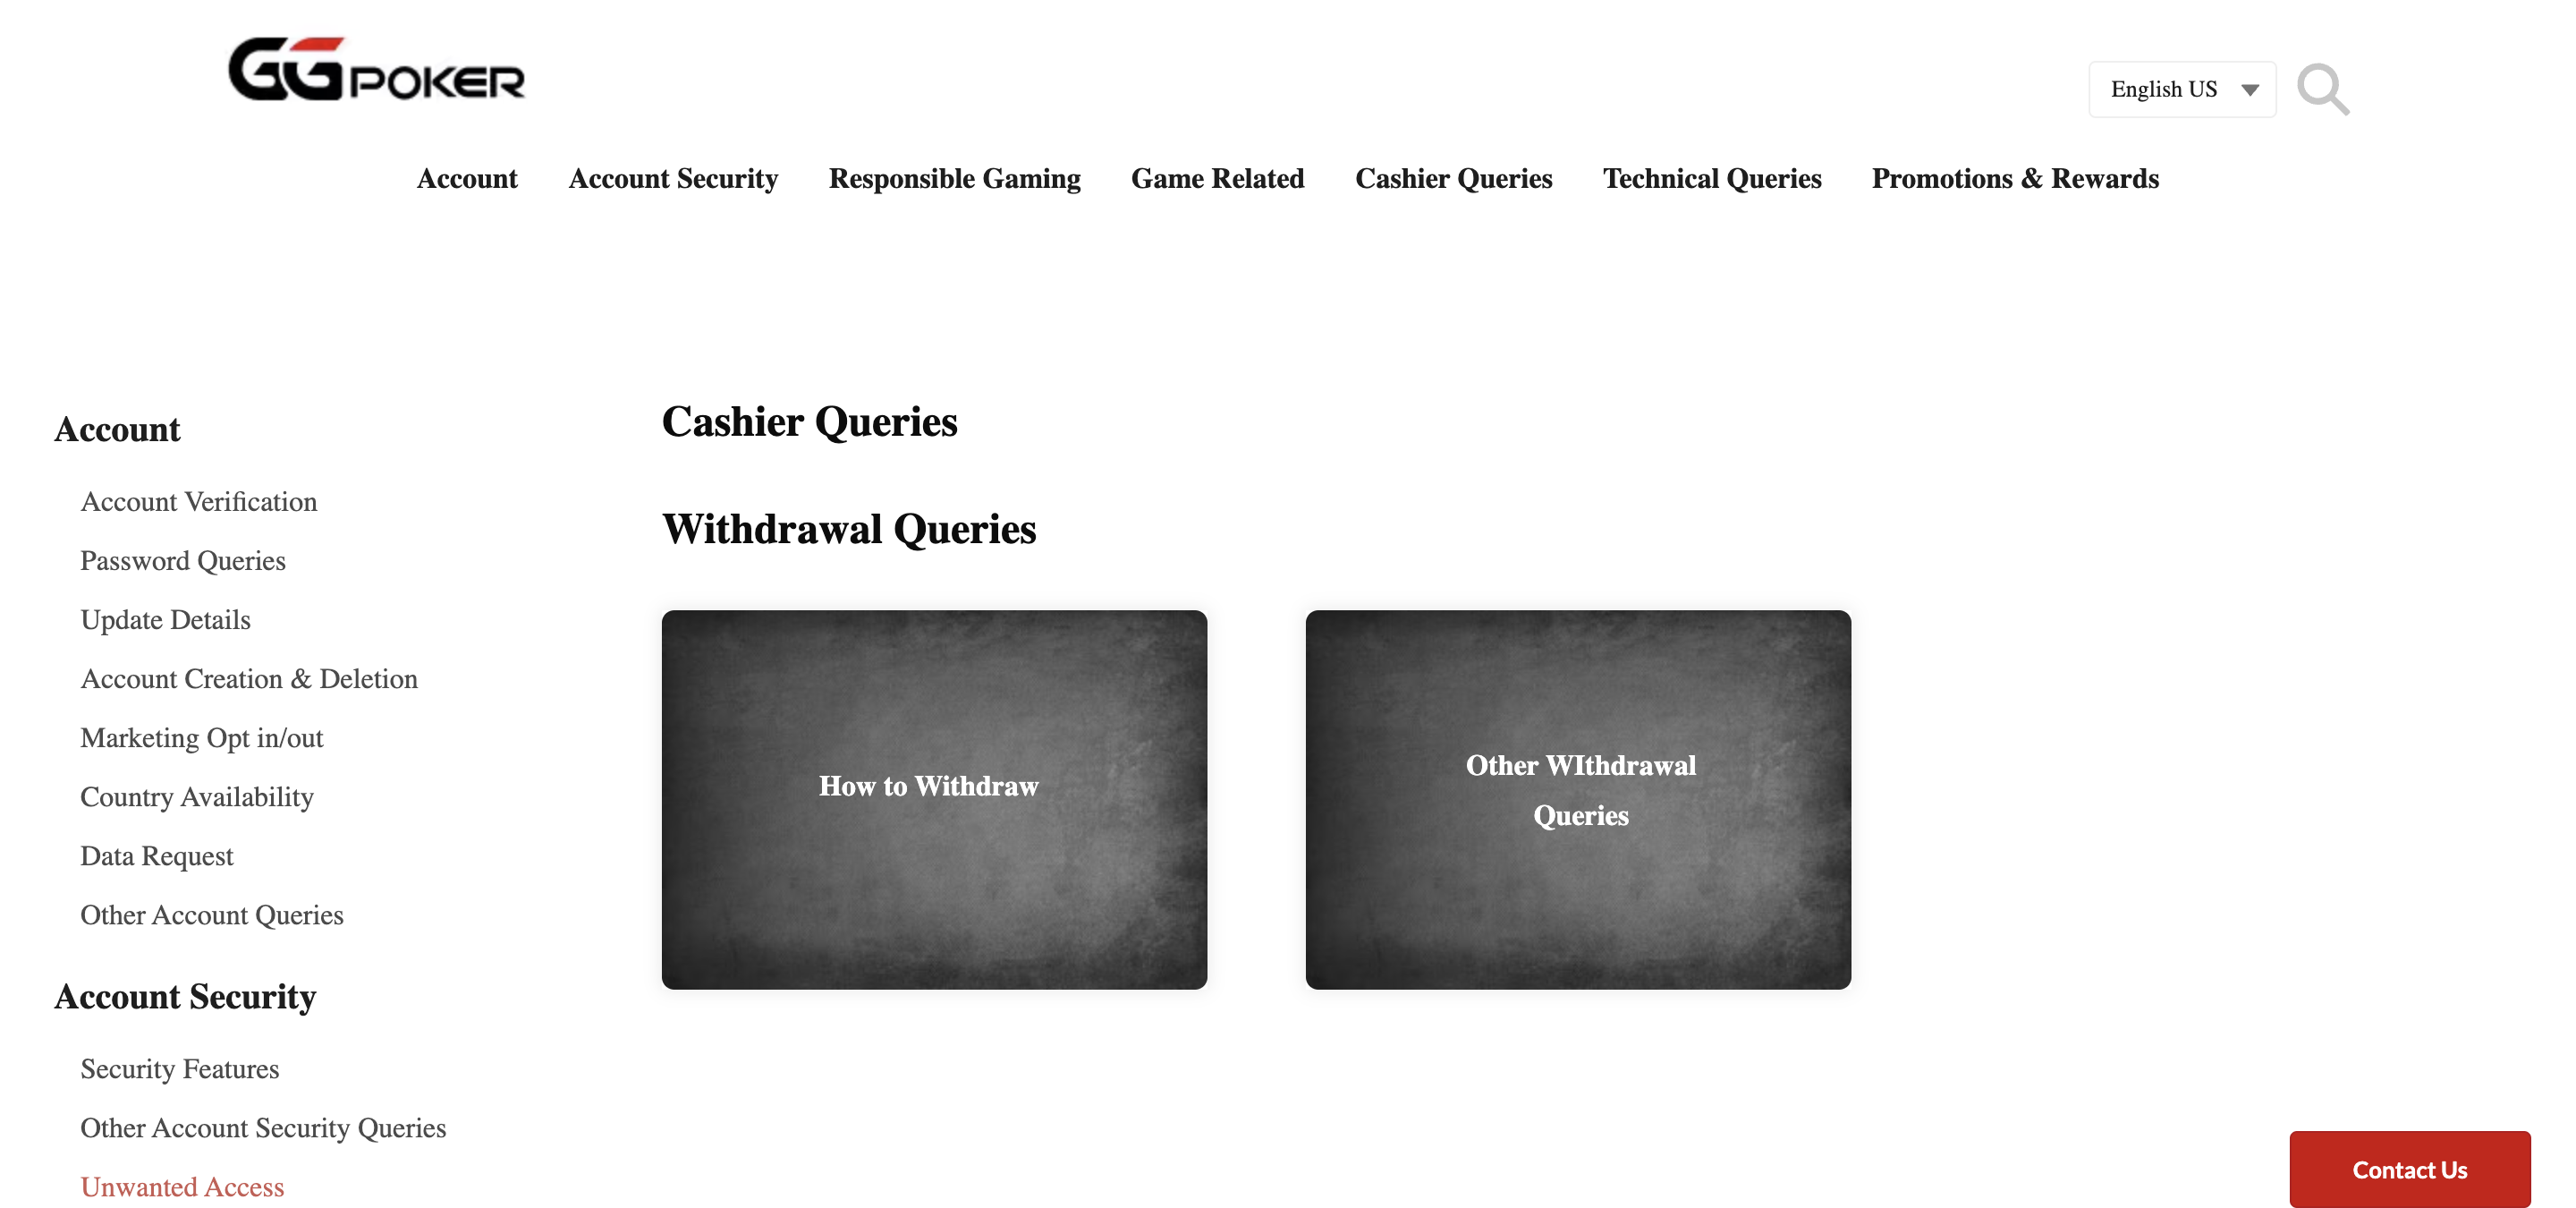 GGPOKER
English US
Account
Account Security
Responsible Gaming
Game Related
Cashier Queries
Technical Queries
Promotions & Rewards
Account
Account Verification
Password Queries
Update Details
Account Creation & Deletion
Marketing Opt in/out
Country Availability
Data Request
Other Account Queries
Account Security
Security Features
Other Account Security Queries
Unwanted Access
Cashier Queries
Withdrawal Queries
How to Withdraw
Other WIthdrawal
Queries
Contact Us